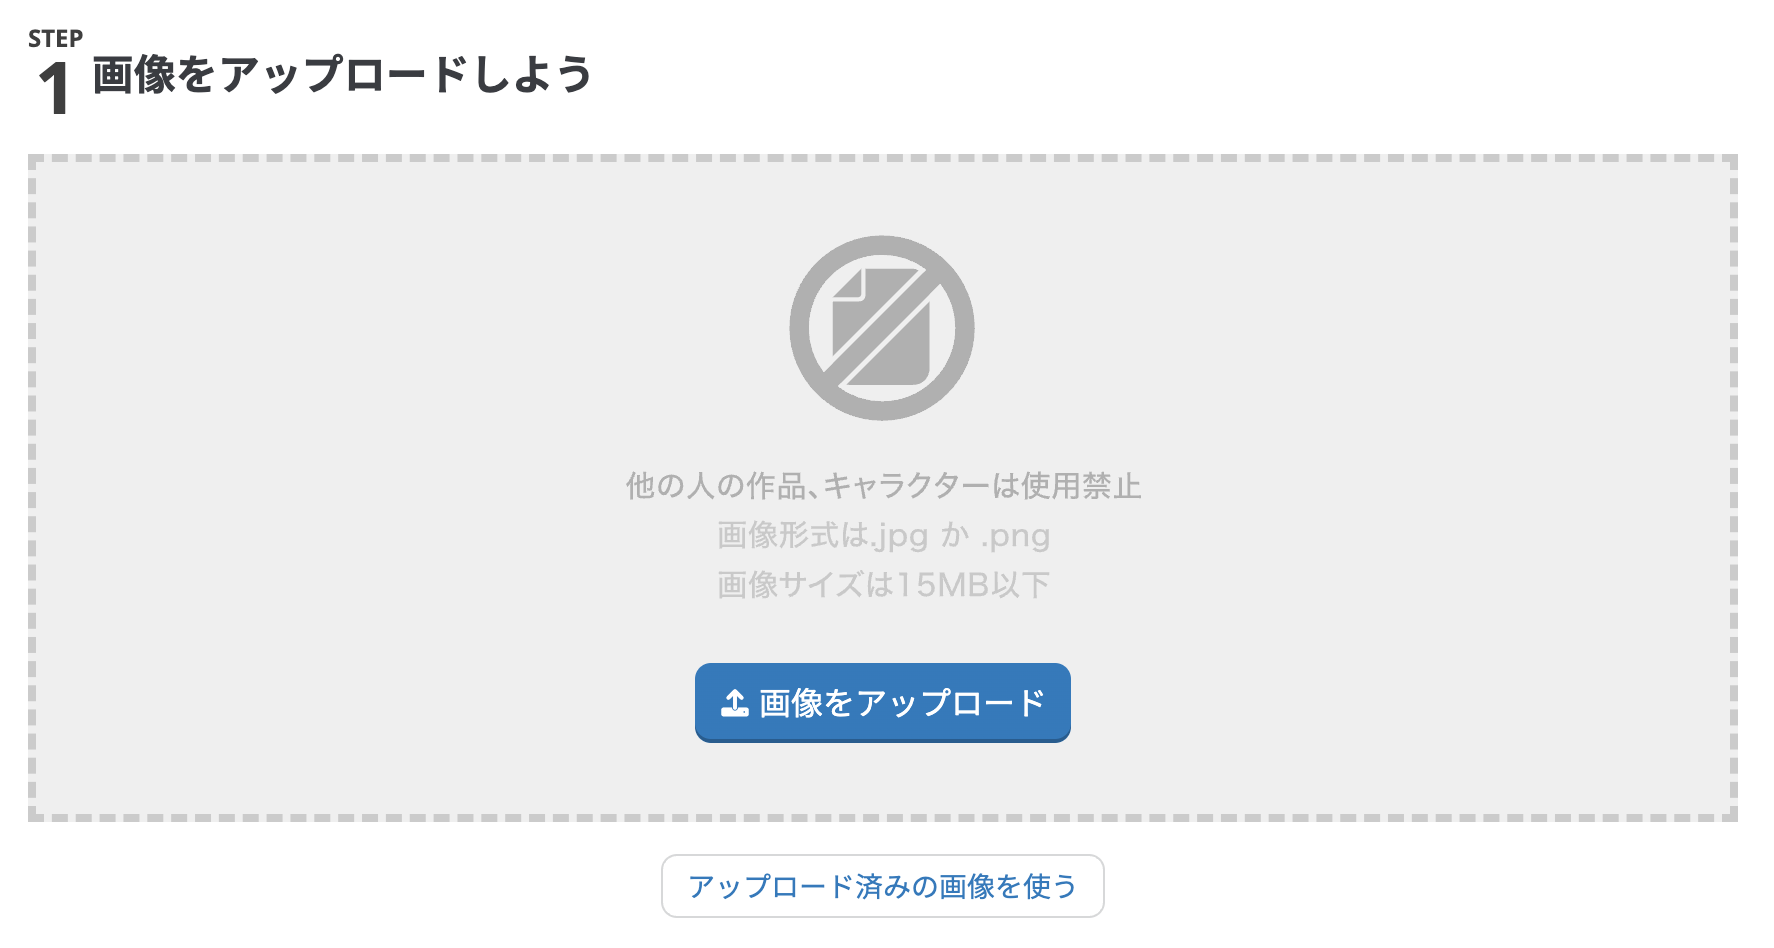 STEP
1 画像をアップロードしよう
他の人の作品、キャラクターは使用禁止
画像形式は.jpg か .png
画像サイズは15MB以下
画像をアップロード
アップロード済みの画像を使う